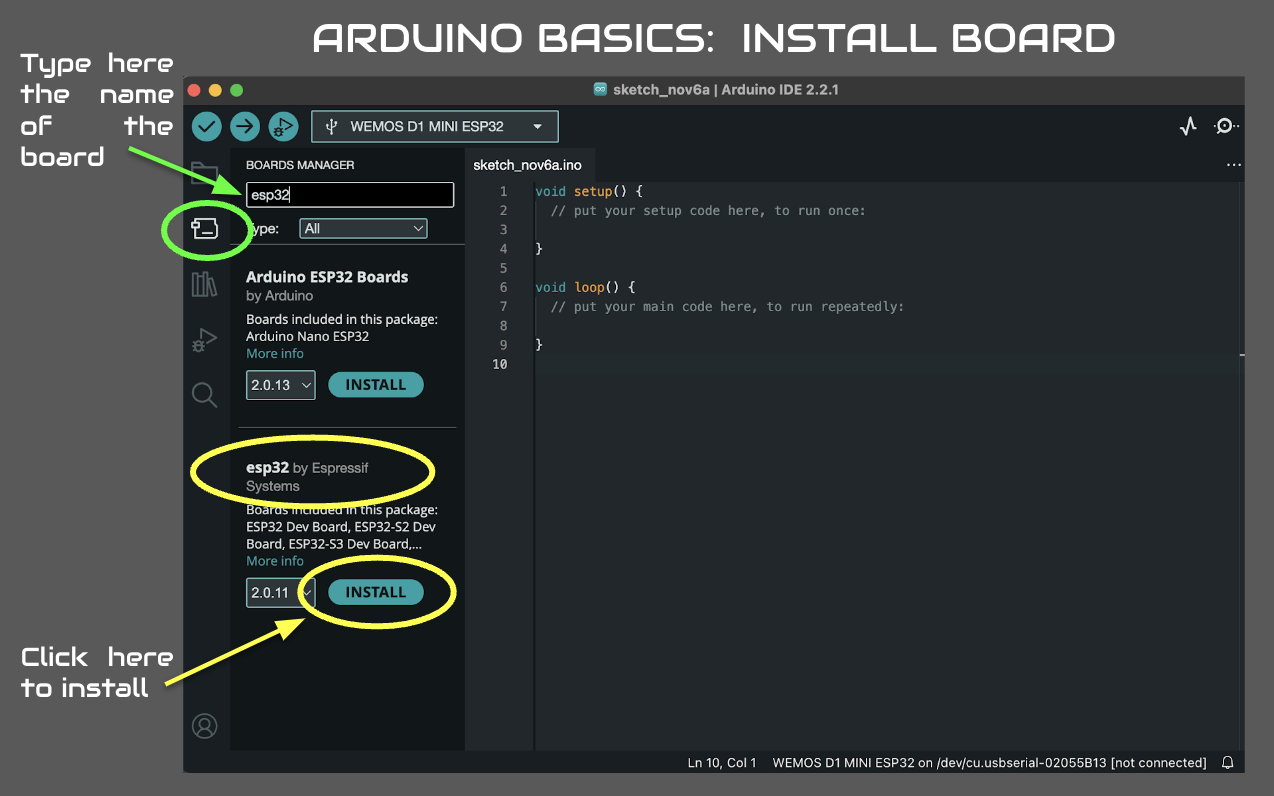 ARDUINO BASICS: INSTALL BOARD
Type here
the name
of the
board
sketch_nov6a | Arduino IDE 2.2.1
WEMOS D1 MINI ESP32
BOARDS MANAGER
esp32
Type:
All
Arduino ESP32 Boards
by Arduino
Boards included in this package:
Arduino Nano ESP32
More info
2.0.13
INSTALL
esp32 by Espressif
Systems
Boards included in this package:
ESP32 Dev Board, ESP32-S2 Dev
Board, ESP32-S3 Dev Board,...
More info
2.0.11
INSTALL
Click here
to install
sketch_nov6a.ino
1 void setup() {
2 // put your setup code here, to run once:
3
4 }
5
6 void loop() {
7 // put your main code here, to run repeatedly:
8
9 }
10
Ln 10, Col 1
WEMOS D1 MINI ESP32 on /dev/cu.usbserial-02055B13 [not connected]